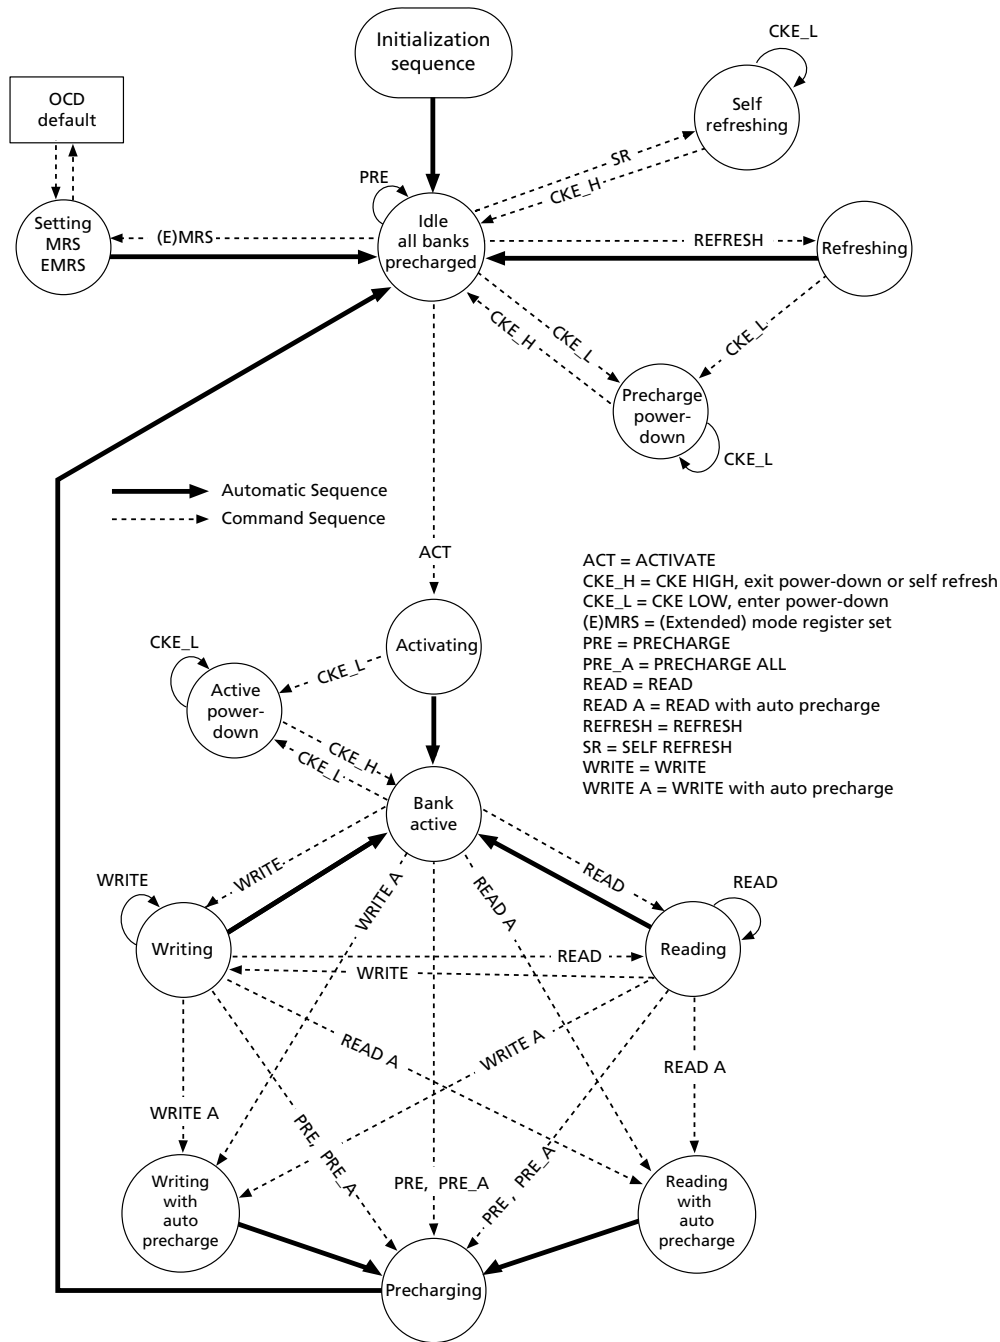 Initialization
sequence
CKE_L
OCD
default
Self
refreshing
SR
CKE_H
PRE
Setting
MRS
EMRS
(E)MRS
Idle
all banks
precharged
REFRESH
Refreshing
CKE_L
CKE_H
CKE_L
Precharge
power-
down
CKE_L
Automatic Sequence
Command Sequence
ACT
ACT = ACTIVATE
CKE_H = CKE HIGH, exit power-down or self refresh
CKE_L = CKE LOW, enter power-down
(E)MRS = (Extended) mode register set
PRE = PRECHARGE
PRE_A = PRECHARGE ALL
READ = READ
READ A = READ with auto precharge
REFRESH = REFRESH
SR = SELF REFRESH
WRITE = WRITE
WRITE A = WRITE with auto precharge
Activating
CKE_L
CKE_L
Active
power-
down
CKE_H
CKE_L
Bank
active
WRITE
WRITE
WRITE A
READ A
READ
READ
Writing
READ
WRITE
Reading
READ A
WRITE A
READ A
WRITE A
PRE, PRE_A
PRE, PRE_A
PRE, PRE_A
Writing
with
auto
precharge
Reading
with
auto
precharge
Precharging